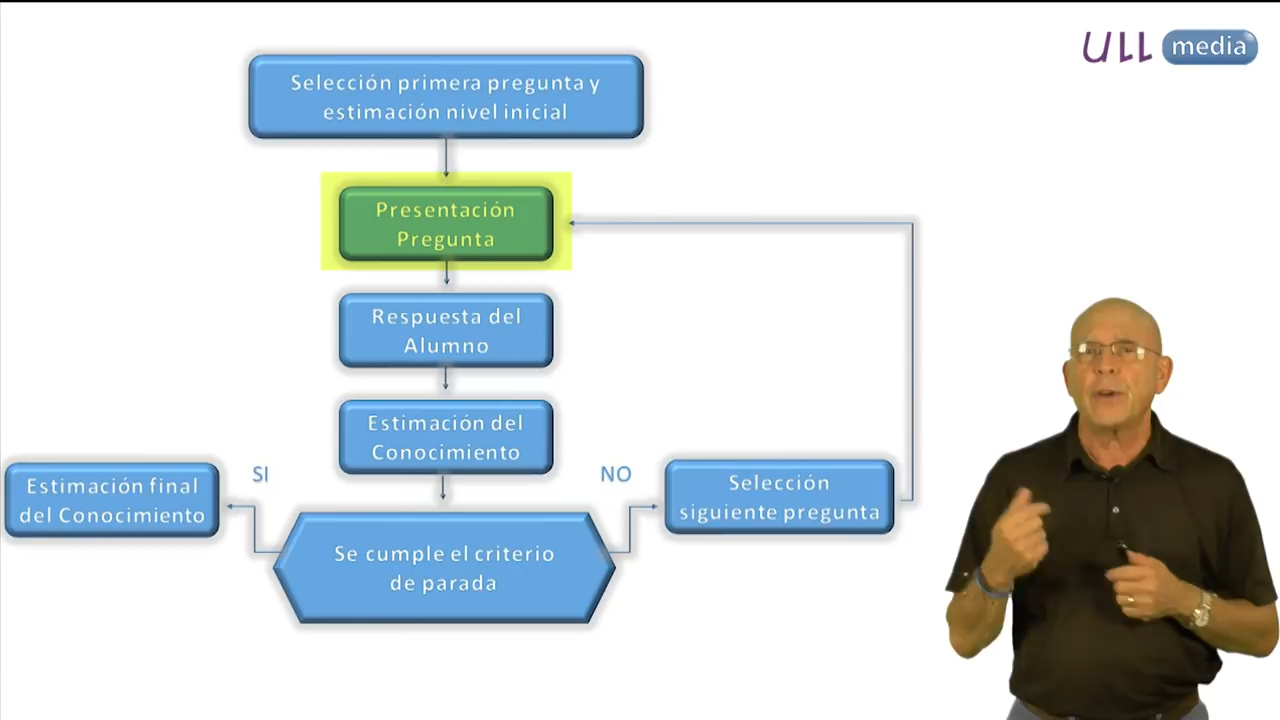 ULL media
Selección primera pregunta y
estimación nivel inicial
Presentación
Pregunta
Respuesta del
Alumno
Estimación del
Conocimiento
SI
NO
Estimación final
del Conocimiento
Selección
siguiente pregunta
Se cumple el criterio
de parada